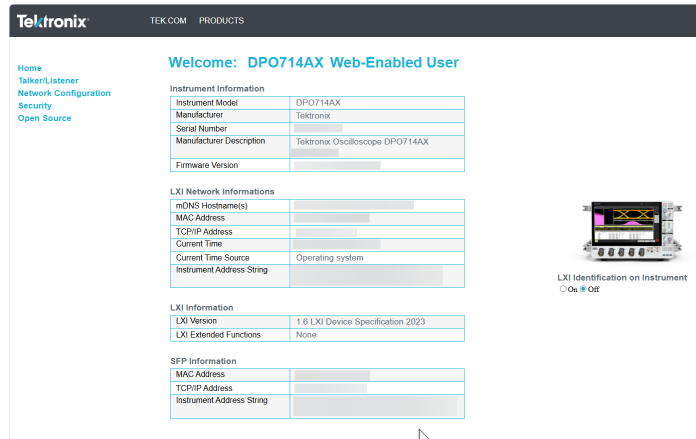 Tektronix
TEK.COM PRODUCTS
Home
Talker/Listener
Network Configuration
Security
Open Source
Welcome: DPO714AX Web-Enabled User
Instrument Information
Instrument Model DPO714AX
Manufacturer Tektronix
Serial Number
Manufacturer Description Tektronix Oscilloscope DPO714AX
Firmware Version
LXI Network Informations
mDNS Hostname(s)
MAC Address
TCP/IP Address
Current Time
Current Time Source Operating system
Instrument Address String
LXI Identification on Instrument
On Off
LXI Information
LXI Version 1.6 LXI Device Specification 2023
LXI Extended Functions None
SFP Information
MAC Address
TCP/IP Address
Instrument Address String